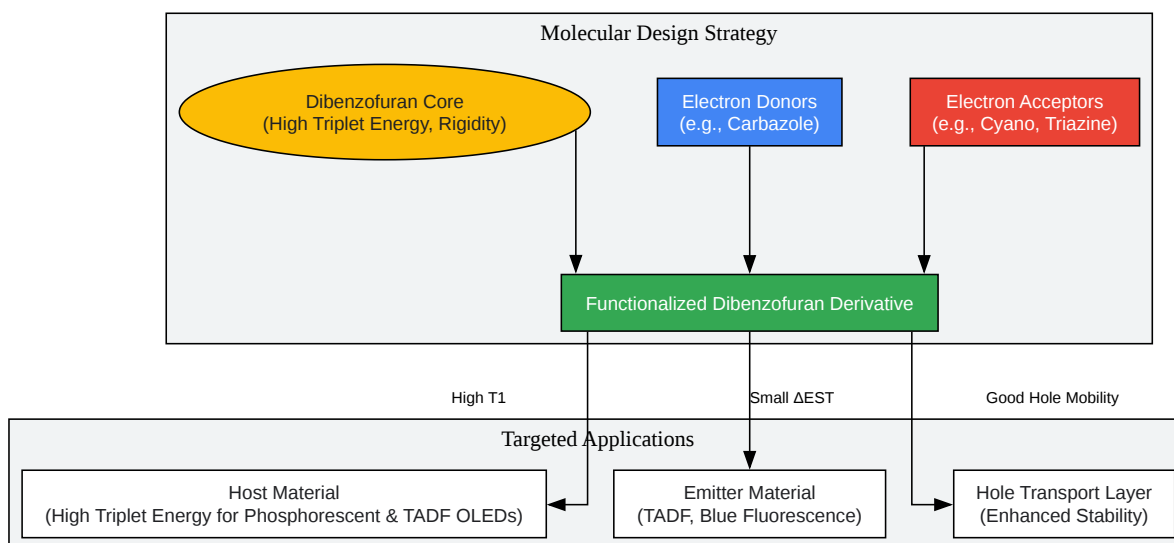 Molecular Design Strategy
Dibenzofuran Core
(High Triplet Energy, Rigidity)
Electron Donors
(e.g., Carbazole)
Electron Acceptors
(e.g., Cyano, Triazine)
Functionalized Dibenzofuran Derivative
High T1
Small ΔEST
Good Hole Mobility
Targeted Applications
Host Material
(High Triplet Energy for Phosphorescent & TADF OLEDs)
Emitter Material
(TADF, Blue Fluorescence)
Hole Transport Layer
(Enhanced Stability)